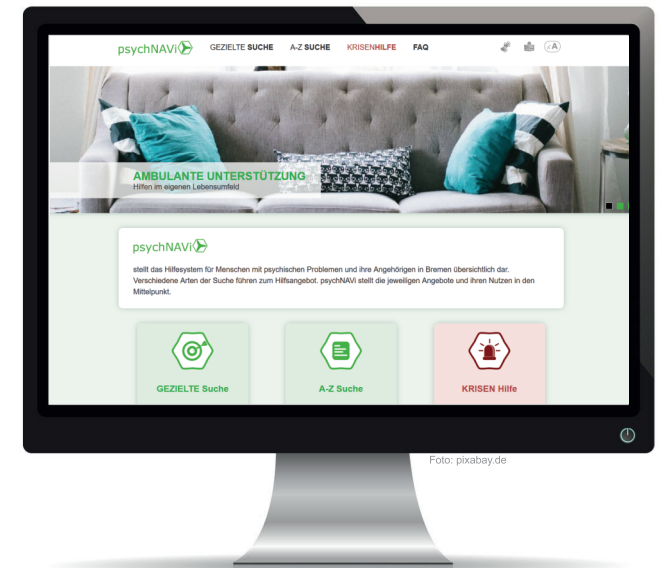 psychNAVi GEZIELTE SUCHE A-Z SUCHE KRISENHILFE FAQ A
AMBULANTE UNTERSTÜTZUNG
Hilfen im eigenen Lebensumfeld
psychNAVi
stellt das Hilfesystem für Menschen mit psychischen Problemen und ihre Angehörigen in Bremen übersichtlich dar.
Verschiedene Arten der Suche führen zum Hilfsangebot. psychNAVi stellt die jeweiligen Angebote und ihren Nutzen in den
Mittelpunkt.
GEZIELTE Suche A-Z Suche KRISEN Hilfe
Foto: pixabay.de